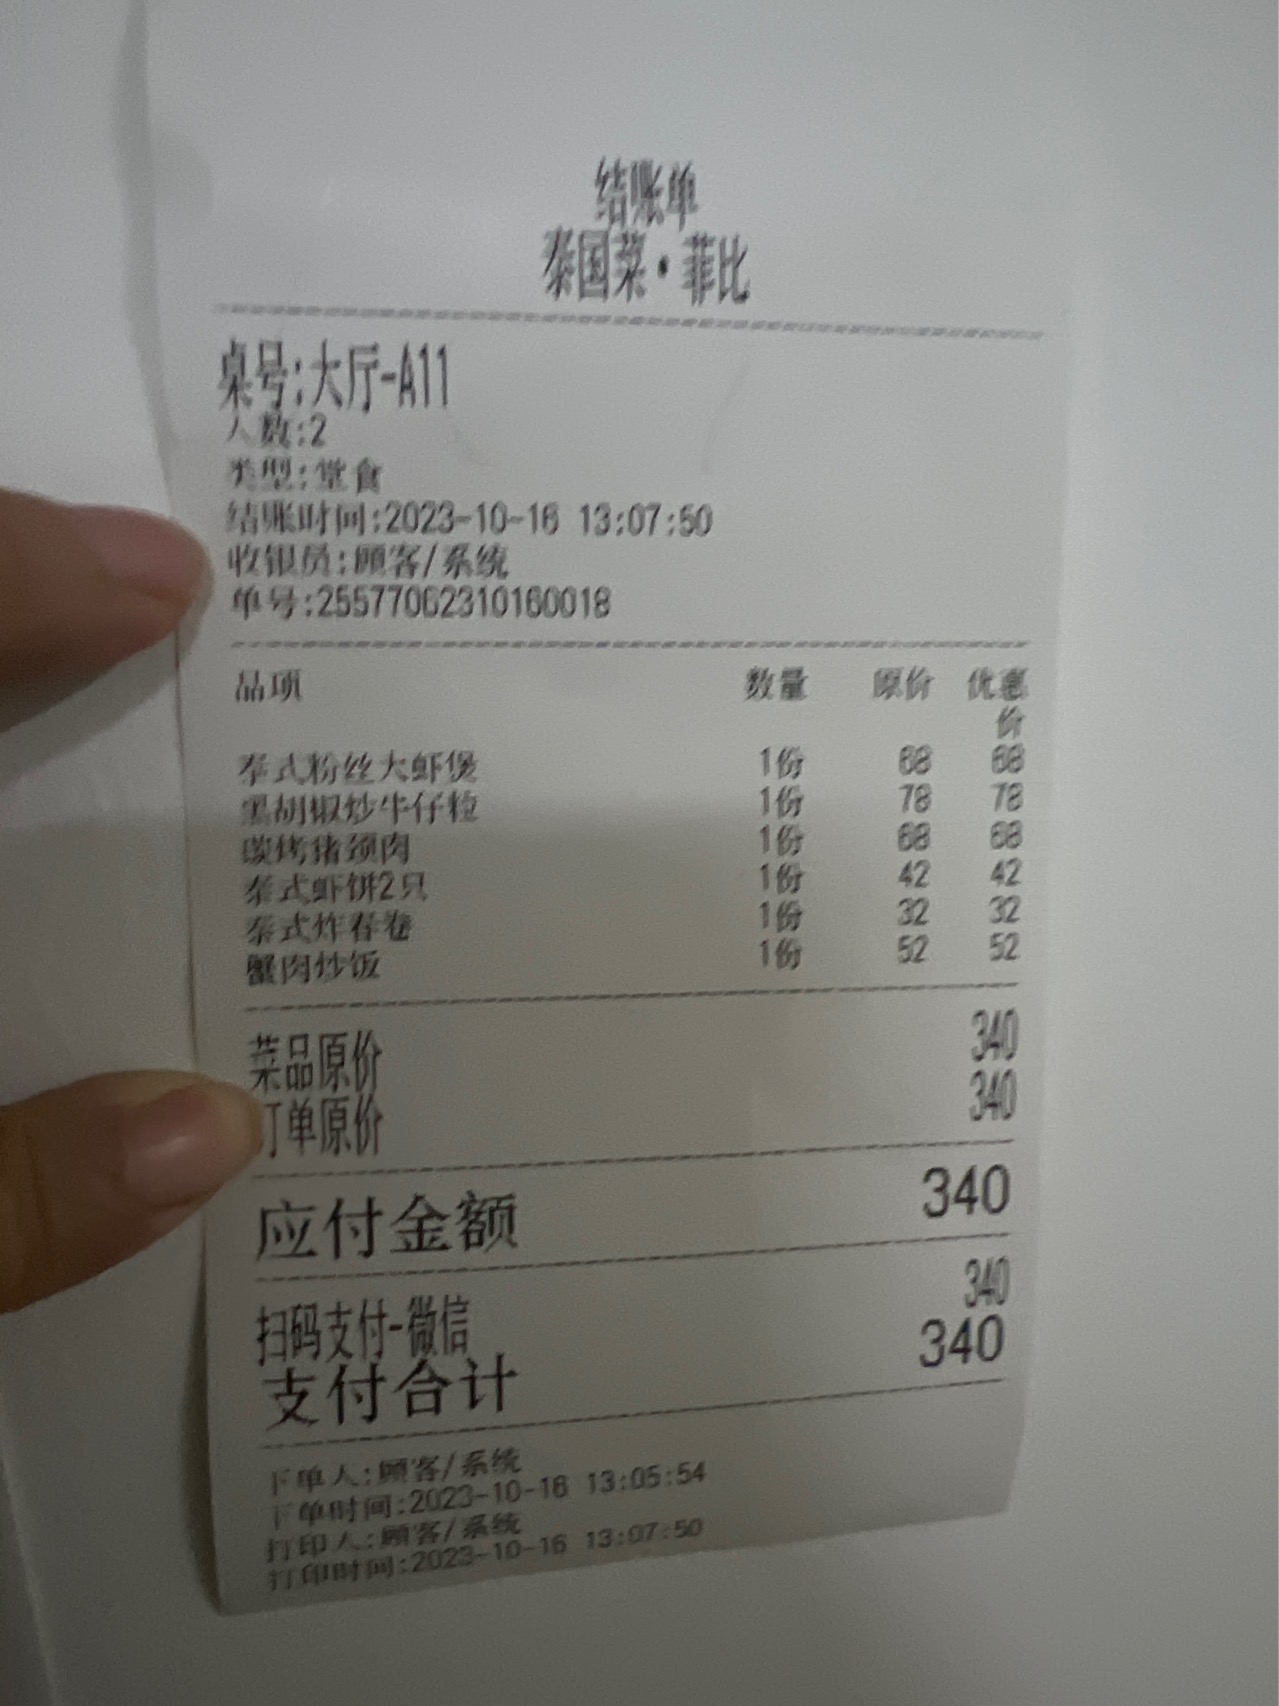 结账单
泰国菜·菲比
桌号:大厅-A11
人数:2
类型:堂食
结账时间:2023-10-16 13:07:50
收银员:顾客/系统
单号:25577062310160018
品项 数量 原价 优惠价
泰式粉丝大虾煲 1份 68 68
黑胡椒炒牛仔粒 1份 78 78
碳烤猪颈肉 1份 68 68
泰式虾饼2只 1份 42 42
泰式炸春卷 1份 32 32
蟹肉炒饭 1份 52 52
菜品原价 340
订单原价 340
应付金额 340
扫码支付-微信 340
支付合计 340
下单人:顾客/系统
下单时间:2023-10-16 13:05:54
打印人:顾客/系统
打印时间:2023-10-16 13:07:50